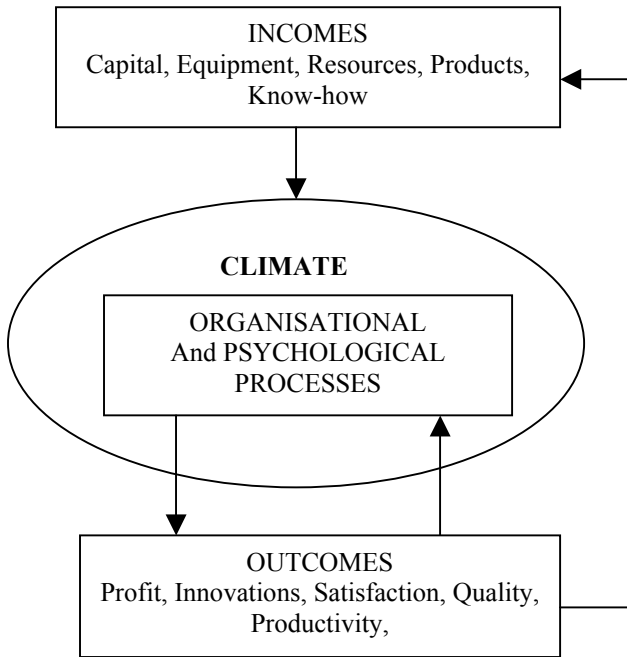 INCOMES
Capital, Equipment, Resources, Products,
Know-how
CLIMATE
ORGANISATIONAL
And PSYCHOLOGICAL
PROCESSES
OUTCOMES
Profit, Innovations, Satisfaction, Quality,
Productivity,